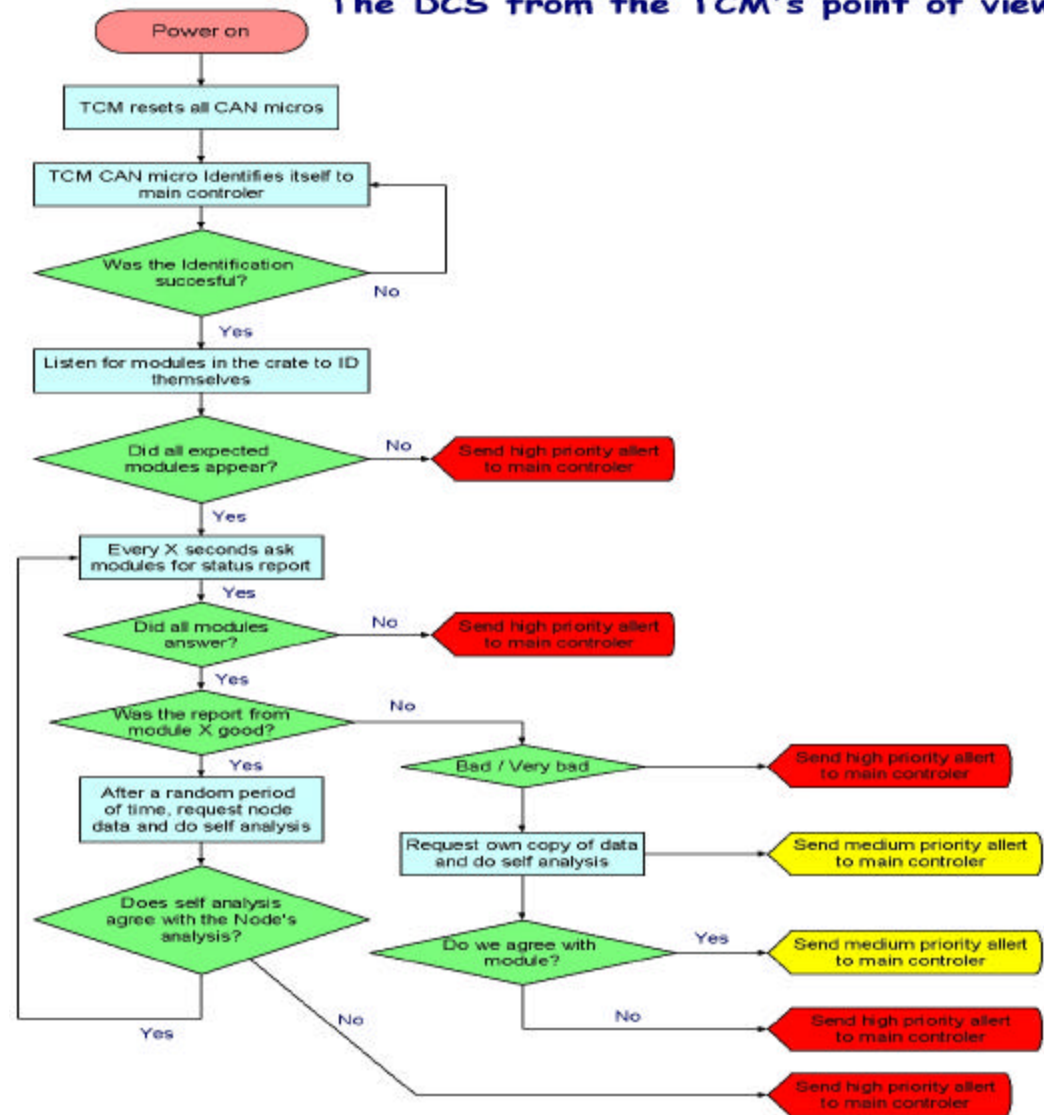 The DCS from the TCM's point of view
Power on
TCM resets all CAN micros
TCM CAN micro Identifies itself to
main controler
Was the Identification
succesful?
No
Yes
Listen for modules in the crate to ID
themselves
Did all expected
modules appear?
No
Send high priority allert
to main controler
Yes
Every X seconds ask
modules for status report
Yes
Did all modules
answer?
No
Send high priority allert
to main controler
Yes
Was the report from
module X good?
No
Yes
Bad / Very bad
Send high priority allert
to main controler
After a random period
of time, request node
data and do self analysis
Request own copy of data
and do self analysis
Send medium priority allert
to main controler
Does self analysis
agree with the Node's
analysis?
Do we agree with
module?
Yes
Send medium priority allert
to main controler
No
Send high priority allert
to main controler
Yes
No
Send high priority allert
to main controler